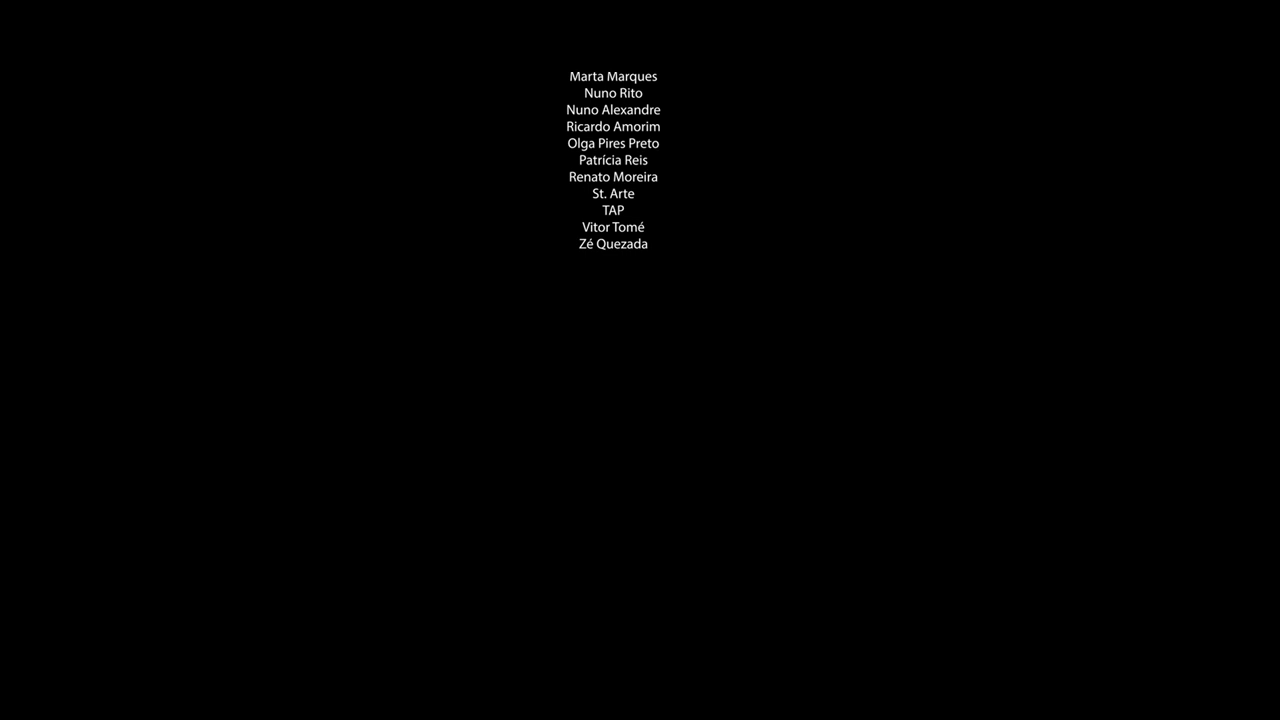 Marta Marques
Nuno Rito
Nuno Alexandre
Ricardo Amorim
Olga Pires Preto
Patrícia Reis
Renato Moreira
St. Arte
TAP
Vitor Tomé
Zé Quezada